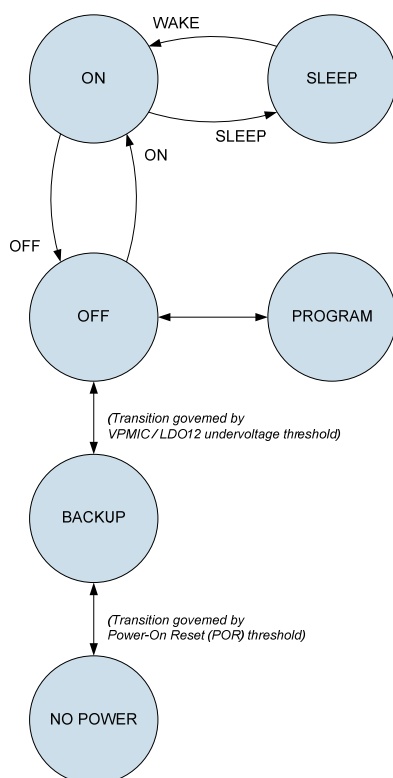 WAKE
ON
SLEEP
SLEEP
ON
OFF
OFF
PROGRAM
(Transition governed by
VPMIC / LDO12 undervoltage threshold)
BACKUP
(Transition governed by
Power-On Reset (POR) threshold)
NO POWER